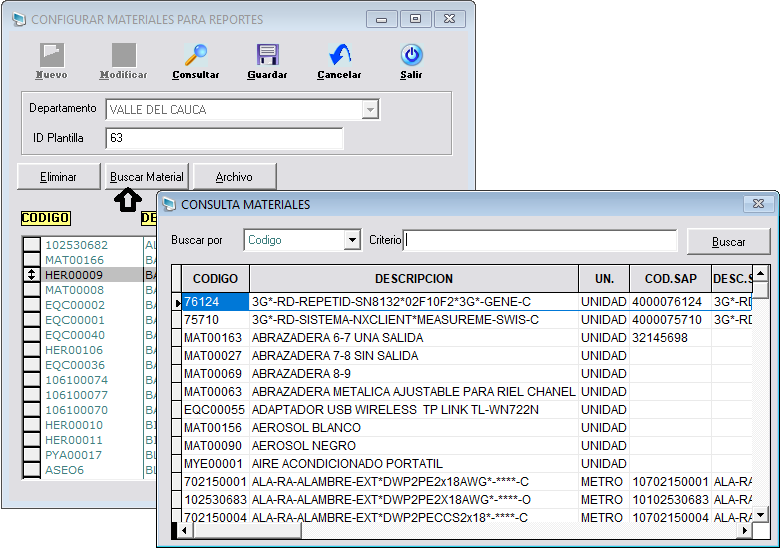 CONFIGURAR MATERIALES PARA REPORTES
Nuevo Modificar Consultar Guardar Cancelar Salir
Departamento VALLE DEL CAUCA
ID Plantilla 63
Eliminar Buscar Material Archivo
CODIGO DE
102530682 AL
MAT00166 BA
HER00009 BA
MAT00008 BA
EQC00002 BA
EQC00001 BA
EQC00040 BA
HER00106 BA
EQC00036 BA
106100074 BA
106100077 BA
106100070 BA
HER00010 BI
HER00011 BI
PYA00017 BL
ASEO6 BL
CONSULTA MATERIALES
Buscar por Codigo Criterio Buscar
CODIGO DESCRIPCION UN. COD.SAP DESC.S
76124 3G*-RD-REPETID-SN8132*02F10F2*3G*-GENE-C UNIDAD 4000076124 3G*-RD
75710 3G*-RD-SISTEMA-NXCLIENT*MEASUREME-SWIS-C UNIDAD 4000075710 3G*-RD
MAT00163 ABRAZADERA 6-7 UNA SALIDA UNIDAD 32145698
MAT00027 ABRAZADERA 7-8 SIN SALIDA UNIDAD
MAT00069 ABRAZADERA 8-9 UNIDAD
MAT00063 ABRAZADERA METALICA AJUSTABLE PARA RIEL CHANEL UNIDAD
EQC00055 ADAPTADOR USB WIRELESS TP LINK TL-WN722N UNIDAD
MAT00156 AEROSOL BLANCO UNIDAD
MAT00090 AEROSOL NEGRO UNIDAD
MYE00001 AIRE ACONDICIONADO PORTATIL UNIDAD
702150001 ALA-RA-ALAMBRE-EXT*DWP2PE2x18AWG*-****-C METRO 10702150001 ALA-RA
102530683 ALA-RA-ALAMBRE-EXT*DWP2PE2X18AWG*-****-O METRO 10102530683 ALA-RA
702150004 ALA-RA-ALAMBRE-EXT*DWP2PECCS2x18*-****-C METRO 10702150004 ALA-RA